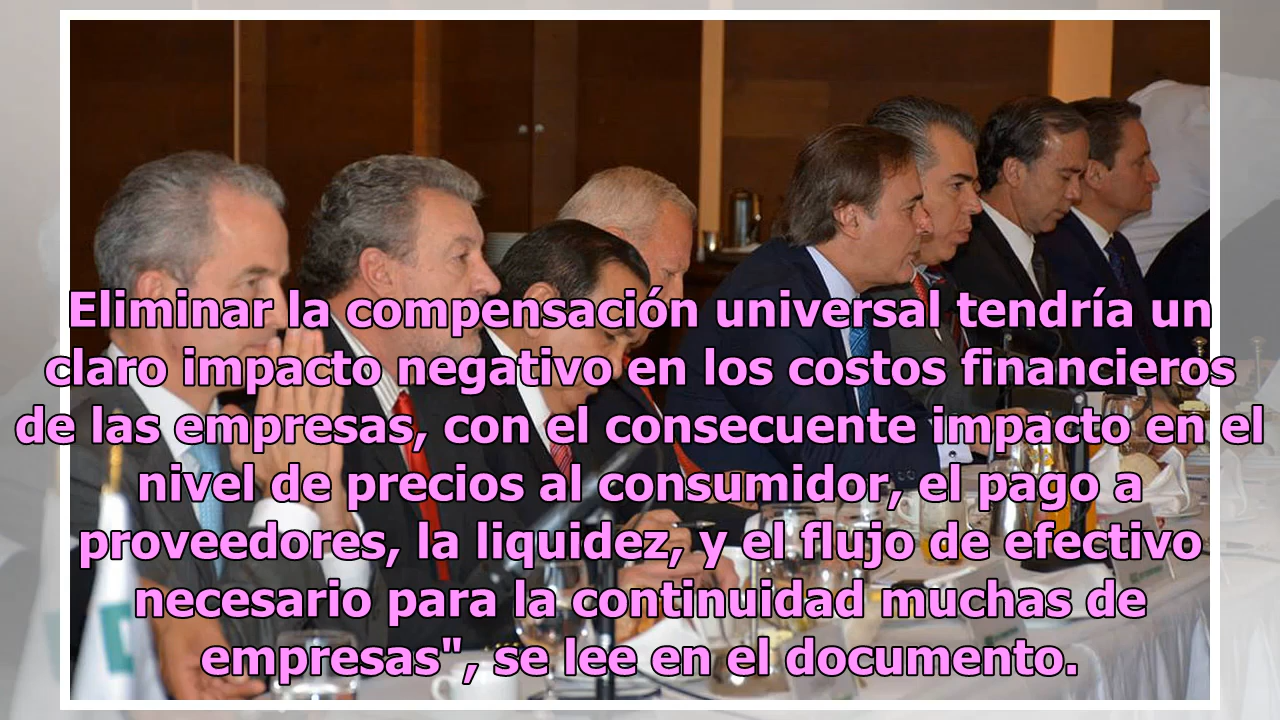 Eliminar la compensación universal tendría un
claro impacto negativo en los costos financieros
de las empresas, con el consecuente impacto en el
nivel de precios al consumidor, el pago a
proveedores, la liquidez, y el flujo de efectivo
necesario para la continuidad muchas de
empresas", se lee en el documento.